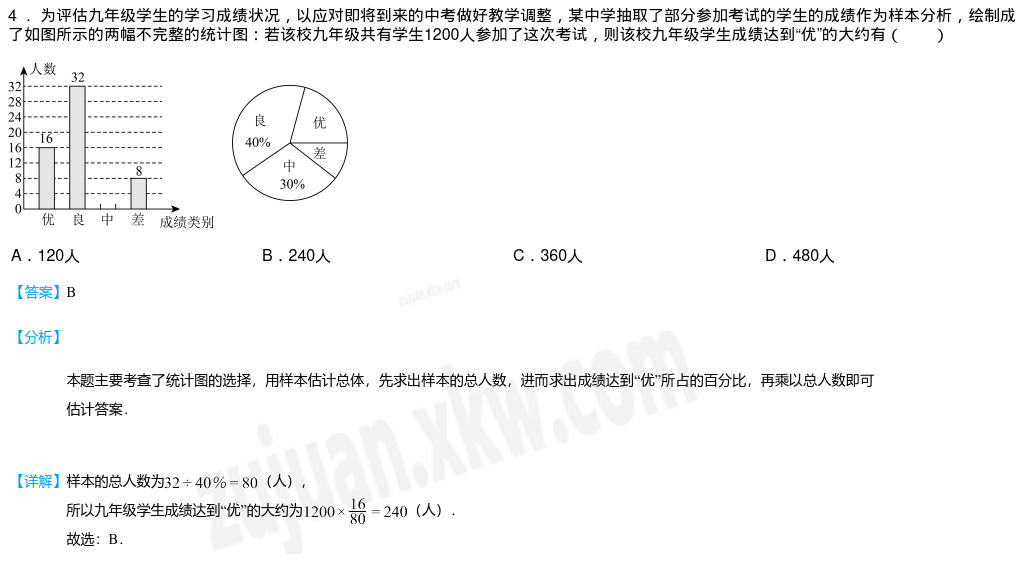 4．为评估九年级学生的学习成绩状况，以应对即将到来的中考做好教学调整，某中学抽取了部分参加考试的学生的成绩作为样本分析，绘制成
了如图所示的两幅不完整的统计图：若该校九年级共有学生1200人参加了这次考试，则该校九年级学生成绩达到“优”的大约有（　　）
人数
32
28
24
20
16
12
8
4
0
16
32
8
优 良 中 差 成绩类别
良
40%
优
差
中
30%
A．120人 B．240人 C．360人 D．480人
【答案】B
【分析】
本题主要考查了统计图的选择，用样本估计总体，先求出样本的总人数，进而求出成绩达到“优”所占的百分比，再乘以总人数即可
估计答案．
【详解】样本的总人数为32÷40%=80（人），
所以九年级学生成绩达到“优”的大约为1200×16/80=240（人）．
故选：B．
zujuan.xkw.com
zujuan.xkw.com